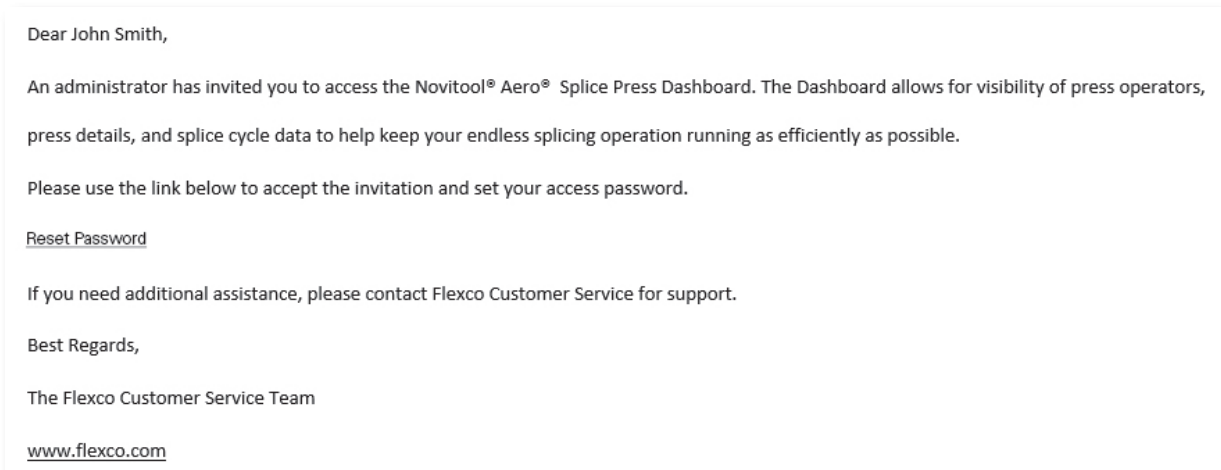 Dear John Smith,
An administrator has invited you to access the Novitool® Aero®  Splice Press Dashboard. The Dashboard allows for visibility of press operators,
press details, and splice cycle data to help keep your endless splicing operation running as efficiently as possible.
Please use the link below to accept the invitation and set your access password.
Reset Password
If you need additional assistance, please contact Flexco Customer Service for support.
Best Regards,
The Flexco Customer Service Team
www.flexco.com